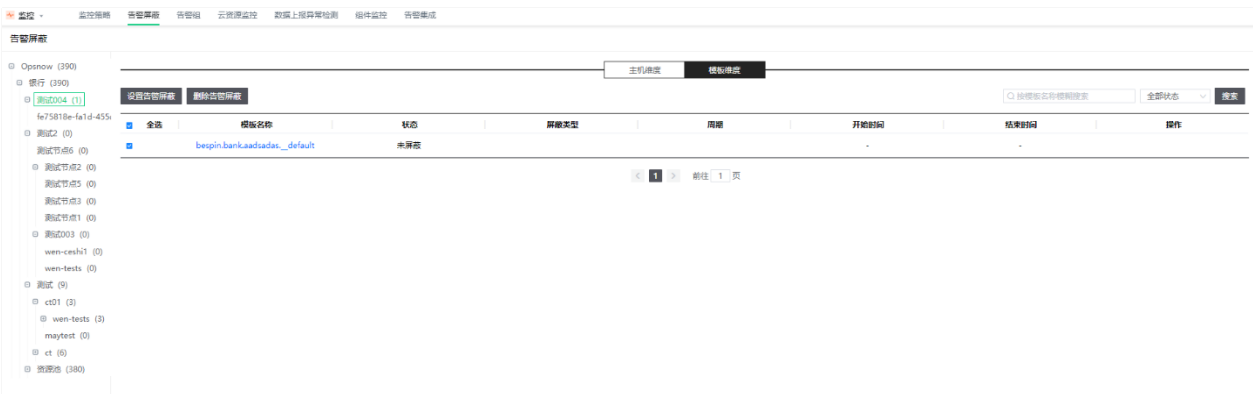 监控 监控策略 告警屏蔽 告警组 云资源监控 数据上报异常检测 组件监控 告警集成
告警屏蔽
Opsnow (390)
银行 (390)
测试004 (1)
fe75818e-fa1d-455
测试2 (0)
测试节点6 (0)
测试节点2 (0)
测试节点5 (0)
测试节点3 (0)
测试节点1 (0)
测试003 (0)
wen-ceshi1 (0)
wen-tests (0)
测试 (9)
ct01 (3)
wen-tests (3)
maytest (0)
ct (6)
资源池 (380)
主机维度 模板维度
设置告警屏蔽 删除告警屏蔽 按模板名称模糊搜索 全部状态 搜索
全选 模板名称 状态 屏蔽类型 周期 开始时间 结束时间 操作
bespin.bank.aadsadas.__default 未屏蔽 - -
< 1 > 前往 1 页